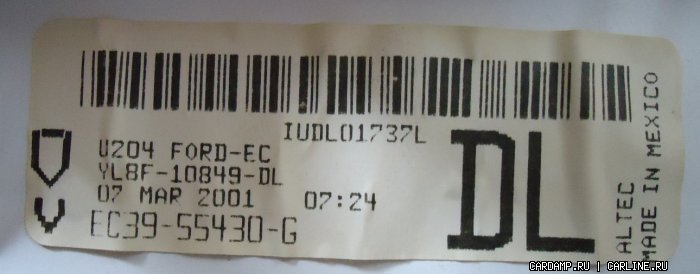 IUDL01737L
U204 FORD-EC
YL8F-10849-DL
07 MAR 2001 07:24
EC39-55430-G
DL
ALTEC
MADE IN MEXICO
CARDAMP.RU | CARLINE.RU